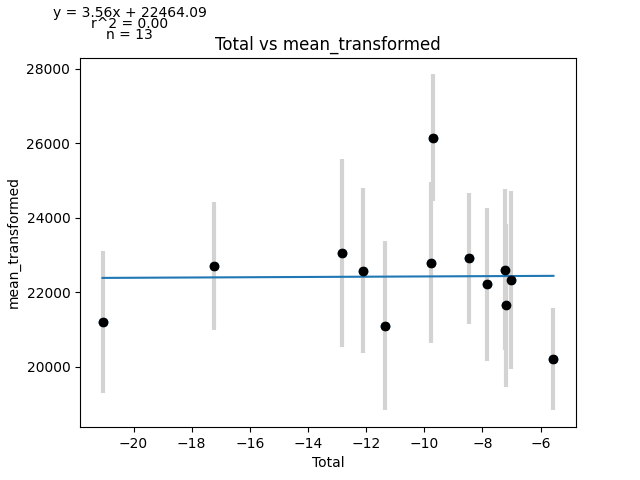 y = 3.56x + 22464.09
r^2 = 0.00
n = 13
Total vs mean_transformed
28000
26000
24000
22000
20000
mean_transformed
−20
−18
−16
−14
−12
−10
−8
−6
Total